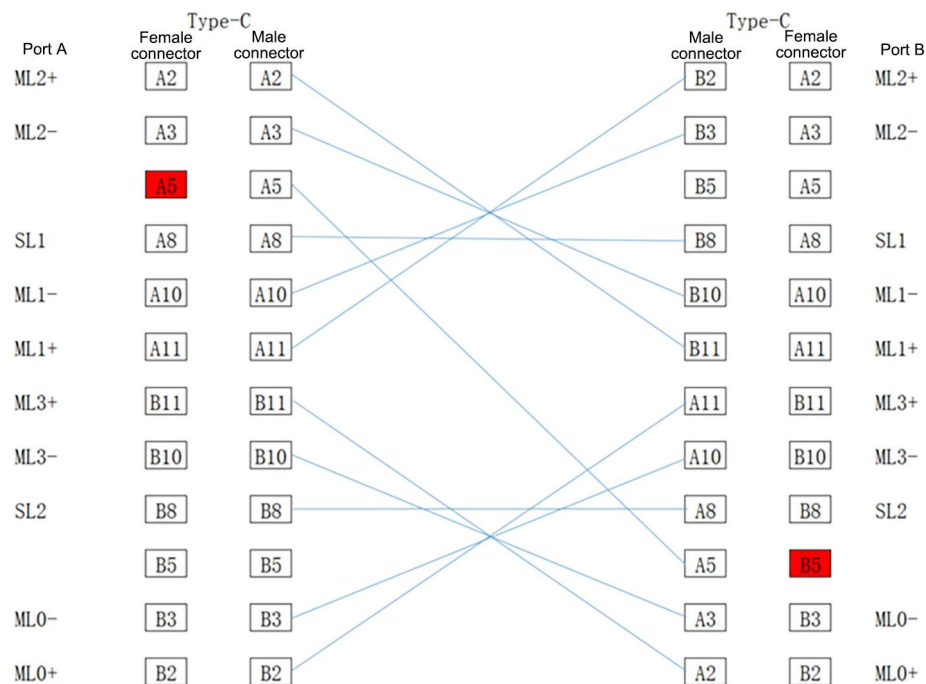 Type-C Type-C
Port A Female connector Male connector Male connector Female connector Port B
ML2+ A2 A2 B2 A2 ML2+
ML2- A3 A3 B3 A3 ML2-
A5 A5 B5 A5
SL1 A8 A8 B8 A8 SL1
ML1- A10 A10 B10 A10 ML1-
ML1+ A11 A11 B11 A11 ML1+
ML3+ B11 B11 A11 B11 ML3+
ML3- B10 B10 A10 B10 ML3-
SL2 B8 B8 A8 B8 SL2
B5 B5 A5 B5
ML0- B3 B3 A3 B3 ML0-
ML0+ B2 B2 A2 B2 ML0+